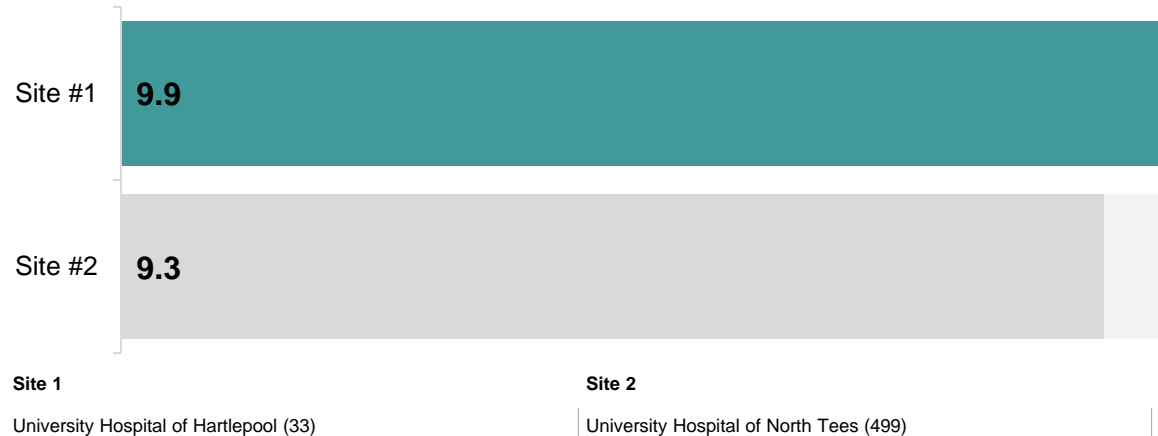 Site #1 9.9
Site #2 9.3
Site 1 Site 2
University Hospital of Hartlepool (33) University Hospital of North Tees (499)